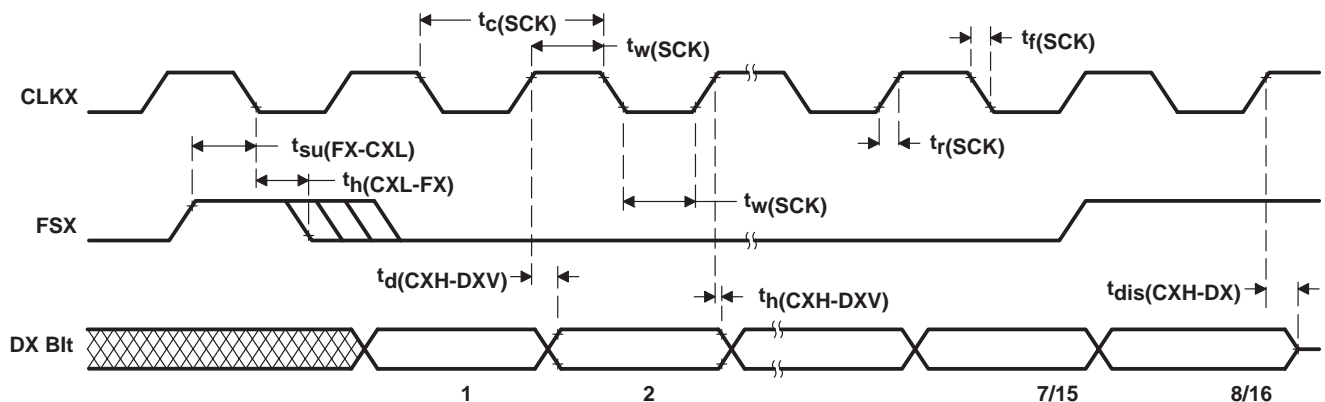 tc(SCK)
tw(SCK)
tf(SCK)
CLKX
tsu(FX-CXL)
tr(SCK)
th(CXL-FX)
tw(SCK)
FSX
td(CXH-DXV)
th(CXH-DXV)
tdis(CXH-DX)
DX BIt
1
2
7/15
8/16